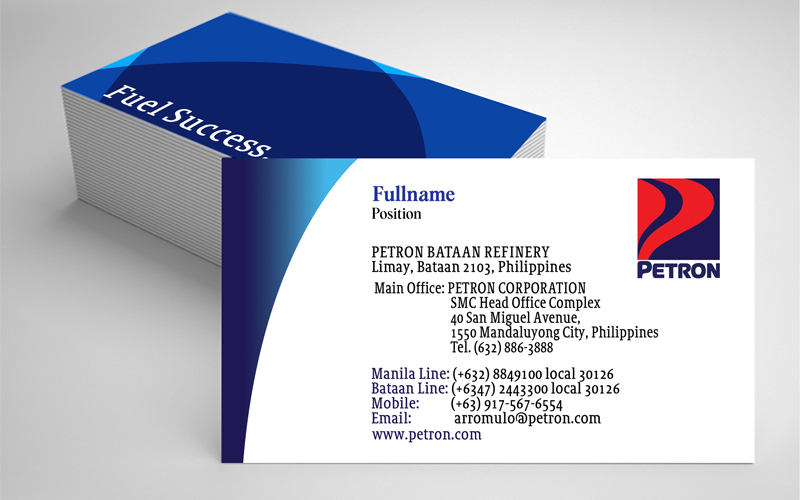 Fuel Success.
Fullname
Position
PETRON
PETRON BATAAN REFINERY
Limay, Bataan 2103, Philippines
Main Office: PETRON CORPORATION
SMC Head Office Complex
40 San Miguel Avenue,
1550 Mandaluyong City, Philippines
Tel. (632) 886-3888
Manila Line: (+632) 8849100 local 30126
Bataan Line: (+6347) 2443300 local 30126
Mobile: (+63) 917-567-6554
Email: arromulo@petron.com
www.petron.com